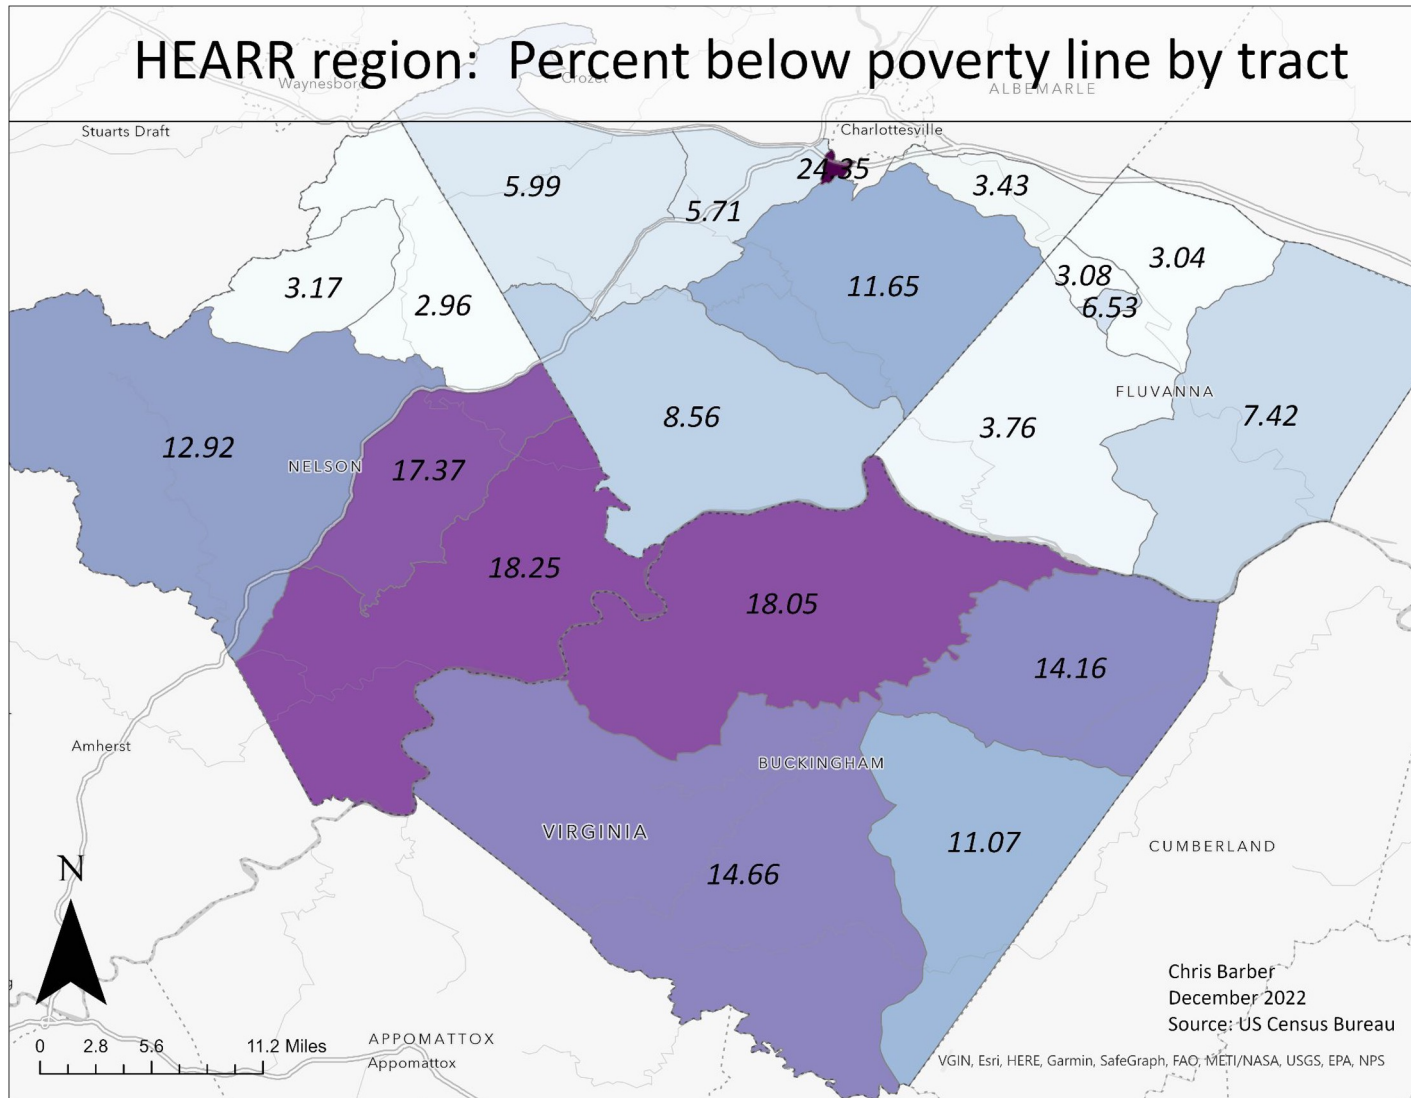 HEARR region:  Percent below poverty line by tract
Waynesboro
Crozet
ALBEMARLE
Stuarts Draft
Charlottesville
24.35
5.99
3.43
5.71
3.04
3.08
3.17
11.65
2.96
6.53
FLUVANNA
8.56
7.42
3.76
12.92
NELSON
17.37
18.25
18.05
14.16
Amherst
BUCKINGHAM
VIRGINIA
11.07
CUMBERLAND
14.66
N
Chris Barber
December 2022
Source: US Census Bureau
APPOMATTOX
Appomattox
0 2.8 5.6 11.2 Miles
VGIN, Esri, HERE, Garmin, SafeGraph, FAO, METI/NASA, USGS, EPA, NPS